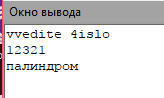 Окно вывода
vvedite 4islo
12321
палиндром